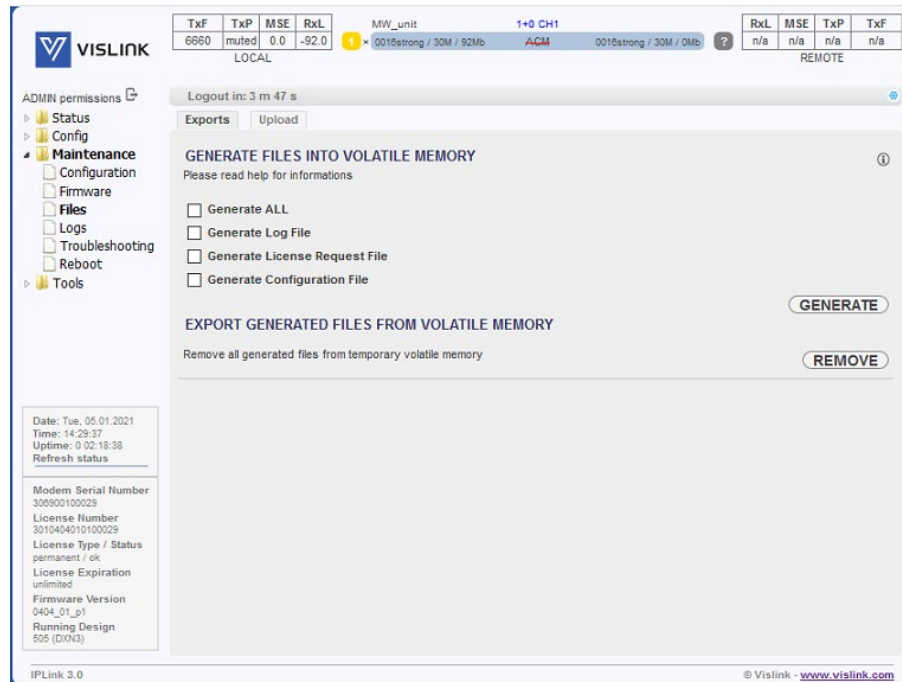 VISLINK
TxF TxP MSE RxL
6660 muted 0.0 -92.0
LOCAL
MW_unit 1+0 CH1
1 × 0016strong / 30M / 92Mb ACM 0016strong / 30M / 0Mb ?
RxL MSE TxP TxF
n/a n/a n/a n/a
REMOTE
ADMIN permissions
Status
Config
Maintenance
Configuration
Firmware
Files
Logs
Troubleshooting
Reboot
Tools
Logout in: 3 m 47 s
Exports Upload
GENERATE FILES INTO VOLATILE MEMORY
Please read help for informations
Generate ALL
Generate Log File
Generate License Request File
Generate Configuration File
GENERATE
EXPORT GENERATED FILES FROM VOLATILE MEMORY
Remove all generated files from temporary volatile memory
REMOVE
Date: Tue, 05.01.2021
Time: 14:29:37
Uptime: 0 02:18:38
Refresh status
Modem Serial Number
306900100029
License Number
3010404010100029
License Type / Status
permanent / ok
License Expiration
unlimited
Firmware Version
0404_01_p1
Running Design
505 (DXN3)
IPLink 3.0
© Vislink - www.vislink.com